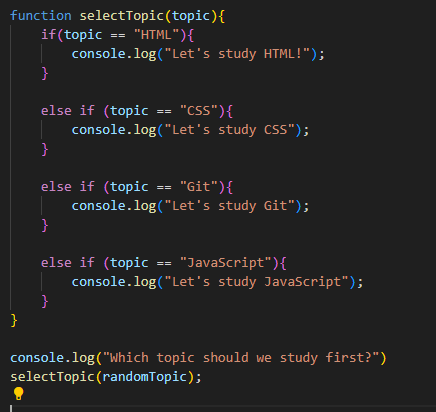 function selectTopic(topic){
    if(topic == "HTML"){
        console.log("Let's study HTML!");
    }
    else if (topic == "CSS"){
        console.log("Let's study CSS");
    }
    else if (topic == "Git"){
        console.log("Let's study Git");
    }
    else if (topic == "JavaScript"){
        console.log("Let's study JavaScript");
    }
}
console.log("Which topic should we study first?")
selectTopic(randomTopic);